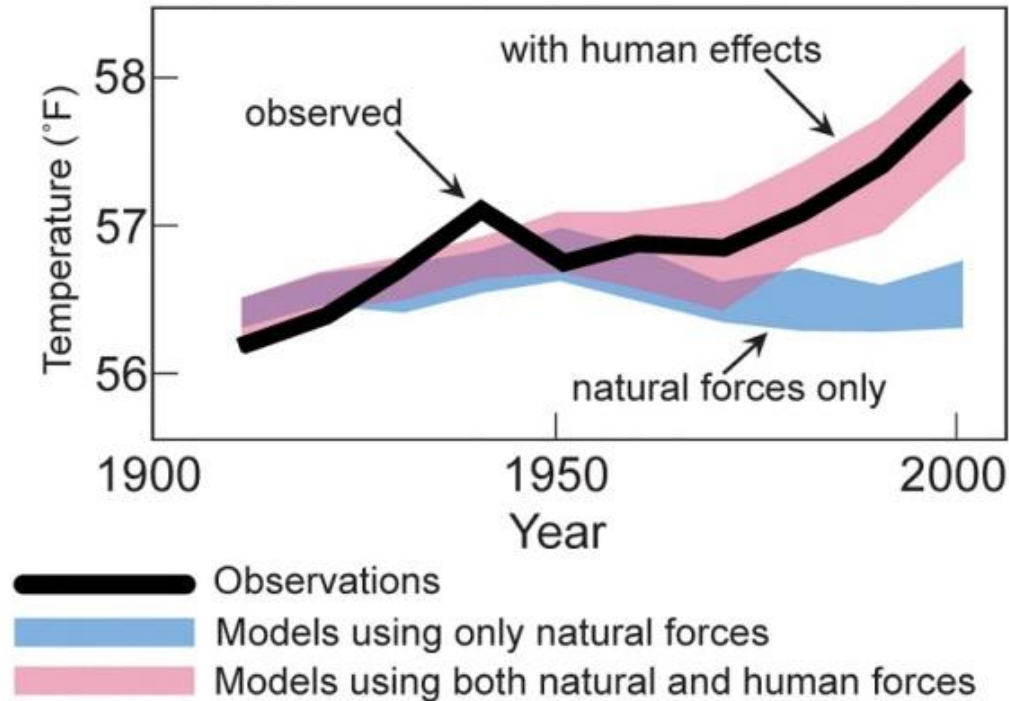 with human effects
58
observed
57
Temperature (˚F)
56
natural forces only
1900
1950
2000
Year
Observations
Models using only natural forces
Models using both natural and human forces